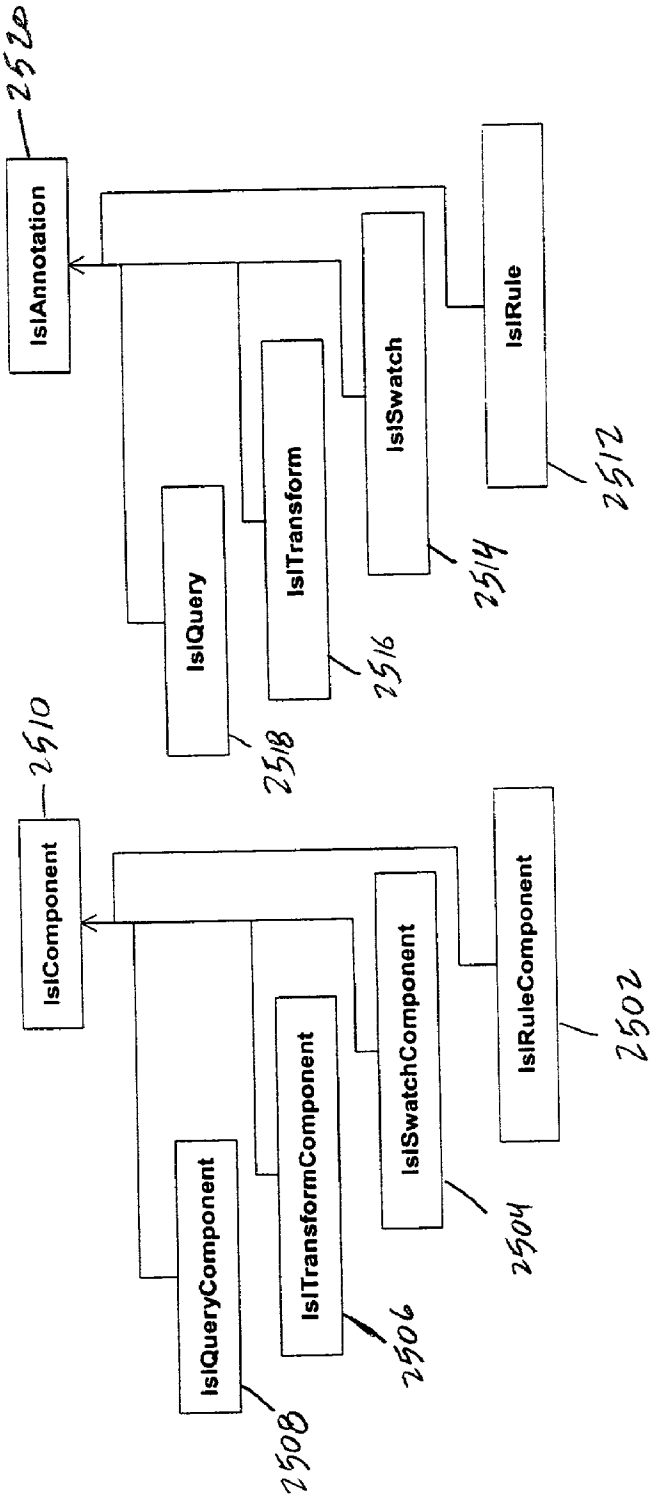 IslComponent
2510
IslQueryComponent
2508
IslTransformComponent
2506
IslSwatchComponent
2504
IslRuleComponent
2502
IslAnnotation
2520
IslQuery
2518
IslTransform
2516
IslSwatch
2514
IslRule
2512